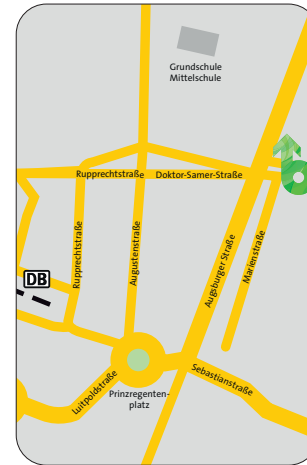 Grundschule
Mittelschule
Rupprechtstraße
Doktor-Samer-Straße
Rupprechtstraße
Augustenstraße
Augsburger Straße
Marienstraße
DB
Luitpoldstraße
Prinzregenten-
platz
Sebastianstraße